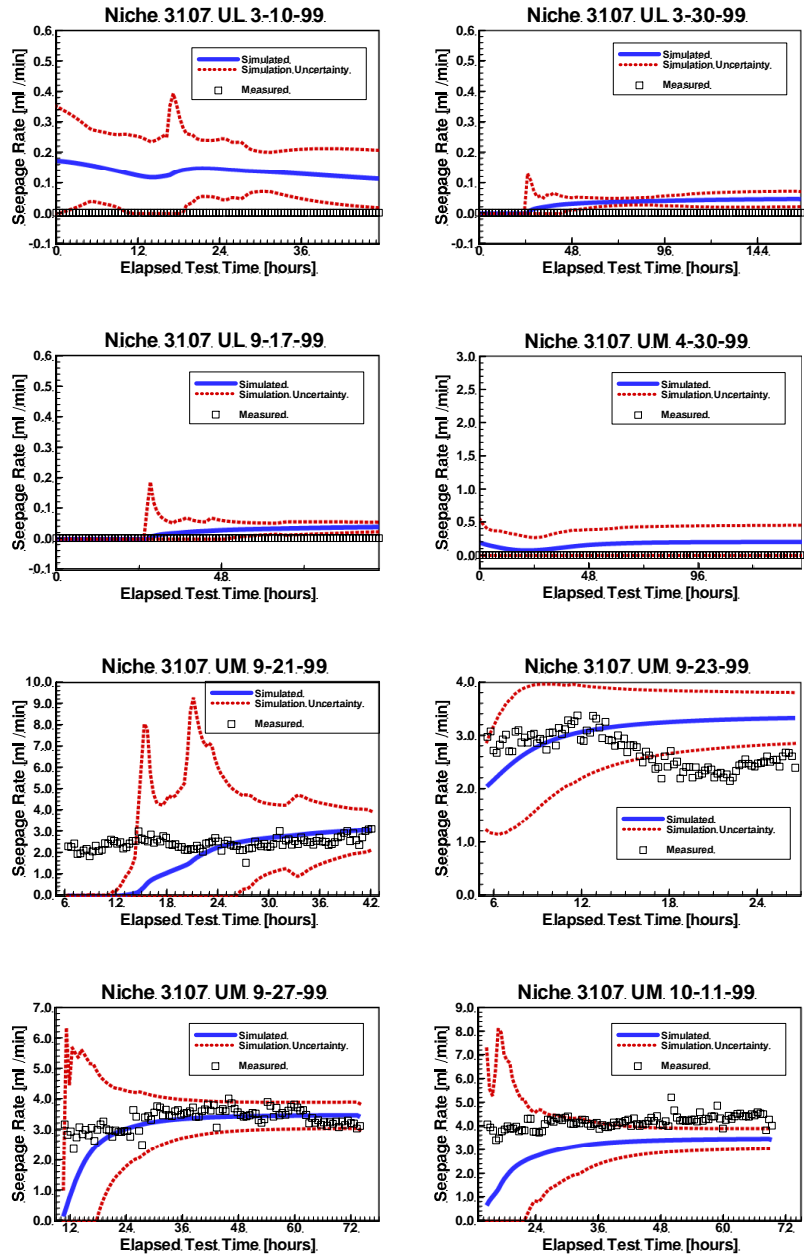 Niche 3107 UL 3-10-99
Seepage Rate [ml /min]
0.6
0.5
0.4
0.3
0.2
0.1
0.0
-0.1
Simulated
Simulation Uncertainty
Measured
0 12 24 36
Elapsed Test Time [hours]
Niche 3107 UL 3-30-99
Seepage Rate [ml /min]
0.6
0.5
0.4
0.3
0.2
0.1
0.0
-0.1
Simulated
Simulation Uncertainty
Measured
0 48 96 144
Elapsed Test Time [hours]
Niche 3107 UL 9-17-99
Seepage Rate [ml /min]
0.6
0.5
0.4
0.3
0.2
0.1
0.0
-0.1
Simulated
Simulation Uncertainty
Measured
0 48
Elapsed Test Time [hours]
Niche 3107 UM 4-30-99
Seepage Rate [ml /min]
3.0
2.5
2.0
1.5
1.0
0.5
0.0
Simulated
Simulation Uncertainty
Measured
0 48 96
Elapsed Test Time [hours]
Niche 3107 UM 9-21-99
Seepage Rate [ml /min]
10.0
9.0
8.0
7.0
6.0
5.0
4.0
3.0
2.0
1.0
0.0
Simulated
Simulation Uncertainty
Measured
6 12 18 24 30 36 42
Elapsed Test Time [hours]
Niche 3107 UM 9-23-99
Seepage Rate [ml /min]
4.0
3.0
2.0
1.0
0.0
Simulated
Simulation Uncertainty
Measured
6 12 18 24
Elapsed Test Time [hours]
Niche 3107 UM 9-27-99
Seepage Rate [ml /min]
7.0
6.0
5.0
4.0
3.0
2.0
1.0
0.0
Simulated
Simulation Uncertainty
Measured
12 24 36 48 60 72
Elapsed Test Time [hours]
Niche 3107 UM 10-11-99
Seepage Rate [ml /min]
9.0
8.0
7.0
6.0
5.0
4.0
3.0
2.0
1.0
0.0
Simulated
Simulation Uncertainty
Measured
24 36 48 60 72
Elapsed Test Time [hours]